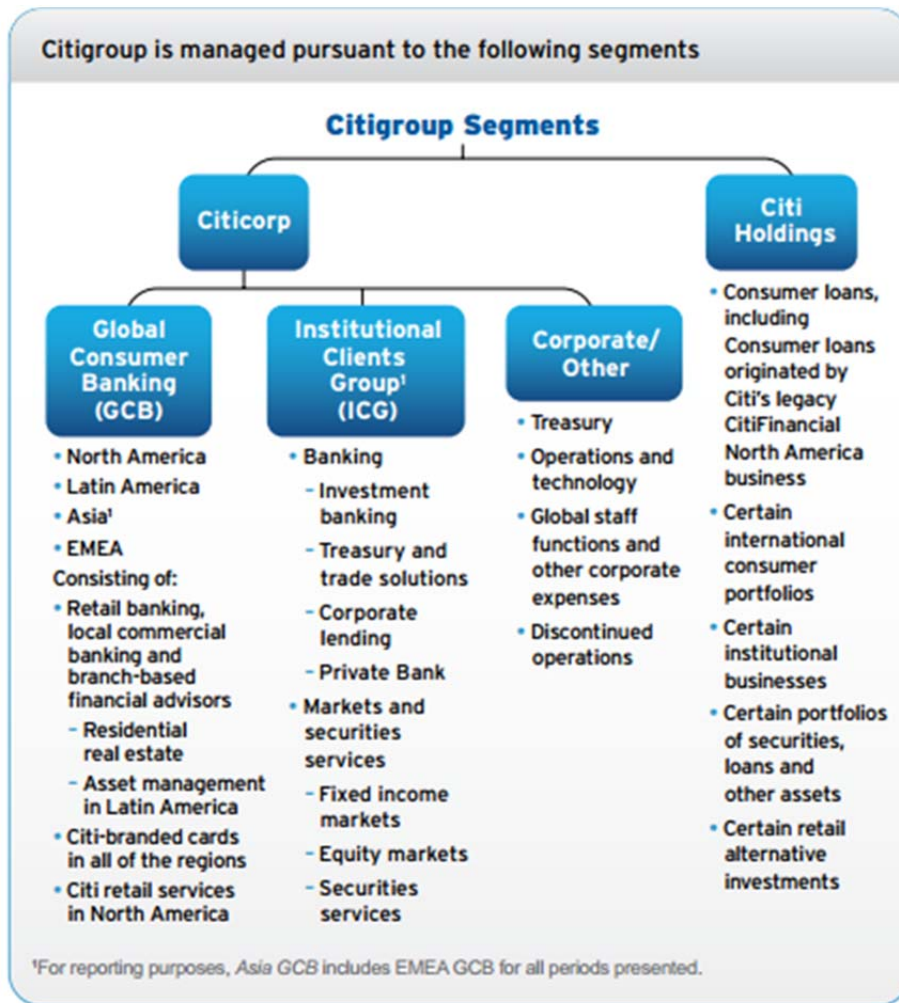 Citigroup is managed pursuant to the following segments
Citigroup Segments
Citicorp
Citi
Holdings
Global
Consumer
Banking
(GCB)
• North America
• Latin America
• Asia¹
• EMEA
Consisting of:
• Retail banking,
local commercial
banking and
branch-based
financial advisors
– Residential
real estate
– Asset management
in Latin America
• Citi-branded cards
in all of the regions
• Citi retail services
in North America
Institutional
Clients
Group¹
(ICG)
• Banking
– Investment
banking
– Treasury and
trade solutions
– Corporate
lending
– Private Bank
• Markets and
securities
services
– Fixed income
markets
– Equity markets
– Securities
services
Corporate/
Other
• Treasury
• Operations and
technology
• Global staff
functions and
other corporate
expenses
• Discontinued
operations
• Consumer loans,
including
Consumer loans
originated by
Citi's legacy
CitiFinancial
North America
business
• Certain
international
consumer
portfolios
• Certain
institutional
businesses
• Certain portfolios
of securities,
loans and
other assets
• Certain retail
alternative
investments
¹For reporting purposes, Asia GCB includes EMEA GCB for all periods presented.